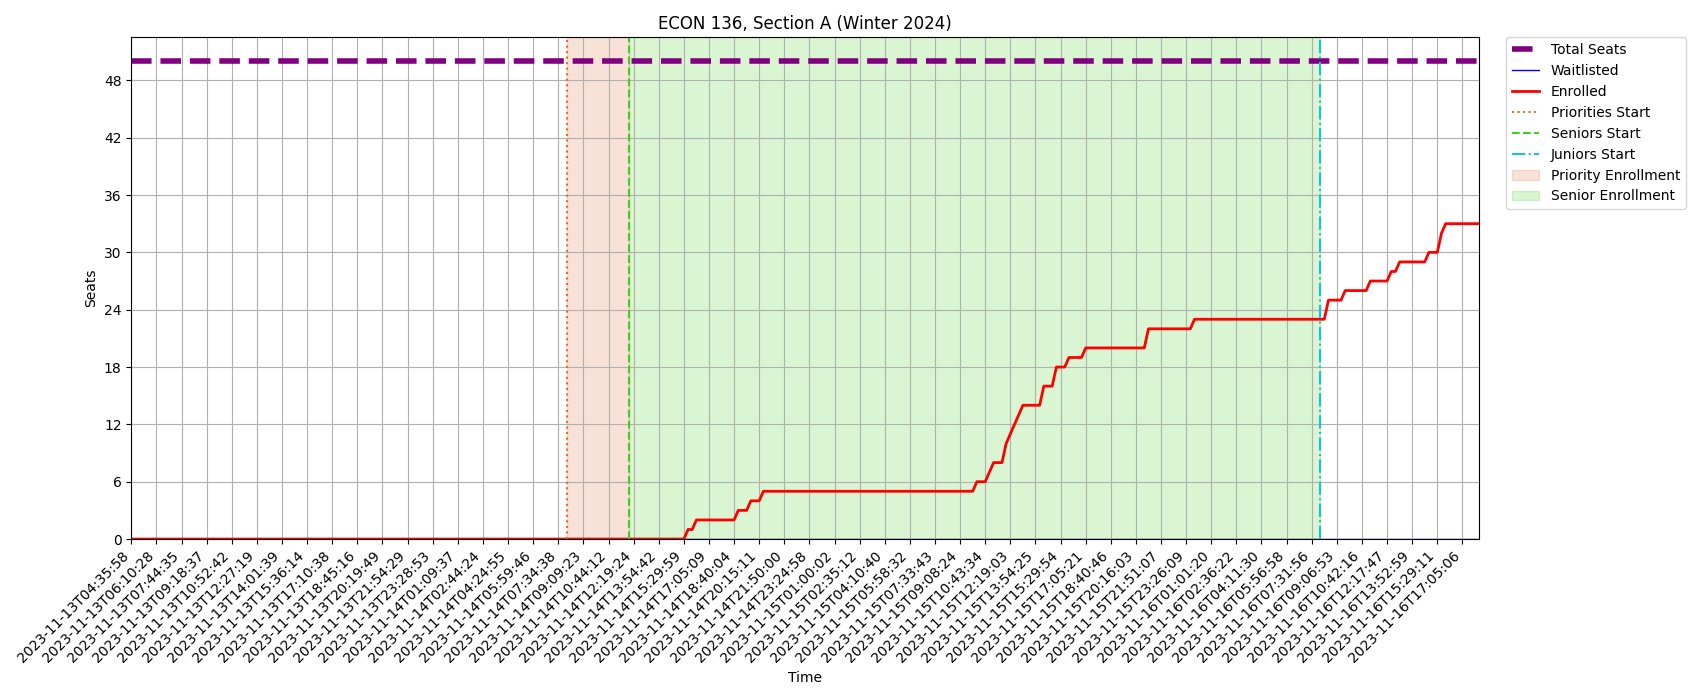 ECON 136, Section A (Winter 2024)
Total Seats
Waitlisted
Enrolled
Priorities Start
Seniors Start
Juniors Start
Priority Enrollment
Senior Enrollment
Seats
48
42
36
30
24
18
12
6
0
2023-11-13T04:35:58
2023-11-13T06:10:28
2023-11-13T07:44:35
2023-11-13T09:18:37
2023-11-13T10:52:42
2023-11-13T12:27:19
2023-11-13T14:01:39
2023-11-13T15:36:14
2023-11-13T17:10:38
2023-11-13T18:45:16
2023-11-13T20:19:49
2023-11-13T21:54:29
2023-11-13T23:28:53
2023-11-14T01:09:37
2023-11-14T02:44:24
2023-11-14T04:24:55
2023-11-14T05:59:46
2023-11-14T07:34:38
2023-11-14T09:09:23
2023-11-14T10:44:12
2023-11-14T12:19:24
2023-11-14T13:54:42
2023-11-14T15:29:59
2023-11-14T17:05:09
2023-11-14T18:40:04
2023-11-14T20:15:11
2023-11-14T21:50:00
2023-11-14T23:24:58
2023-11-15T01:00:02
2023-11-15T02:35:12
2023-11-15T04:10:40
2023-11-15T05:58:32
2023-11-15T07:33:43
2023-11-15T09:08:24
2023-11-15T10:43:34
2023-11-15T12:19:03
2023-11-15T13:54:25
2023-11-15T15:29:54
2023-11-15T17:05:21
2023-11-15T18:40:46
2023-11-15T20:16:03
2023-11-15T21:51:07
2023-11-15T23:26:09
2023-11-16T01:01:20
2023-11-16T02:36:22
2023-11-16T04:11:30
2023-11-16T05:56:58
2023-11-16T07:31:56
2023-11-16T09:06:53
2023-11-16T10:42:16
2023-11-16T12:17:47
2023-11-16T13:52:59
2023-11-16T15:29:11
2023-11-16T17:05:06
Time